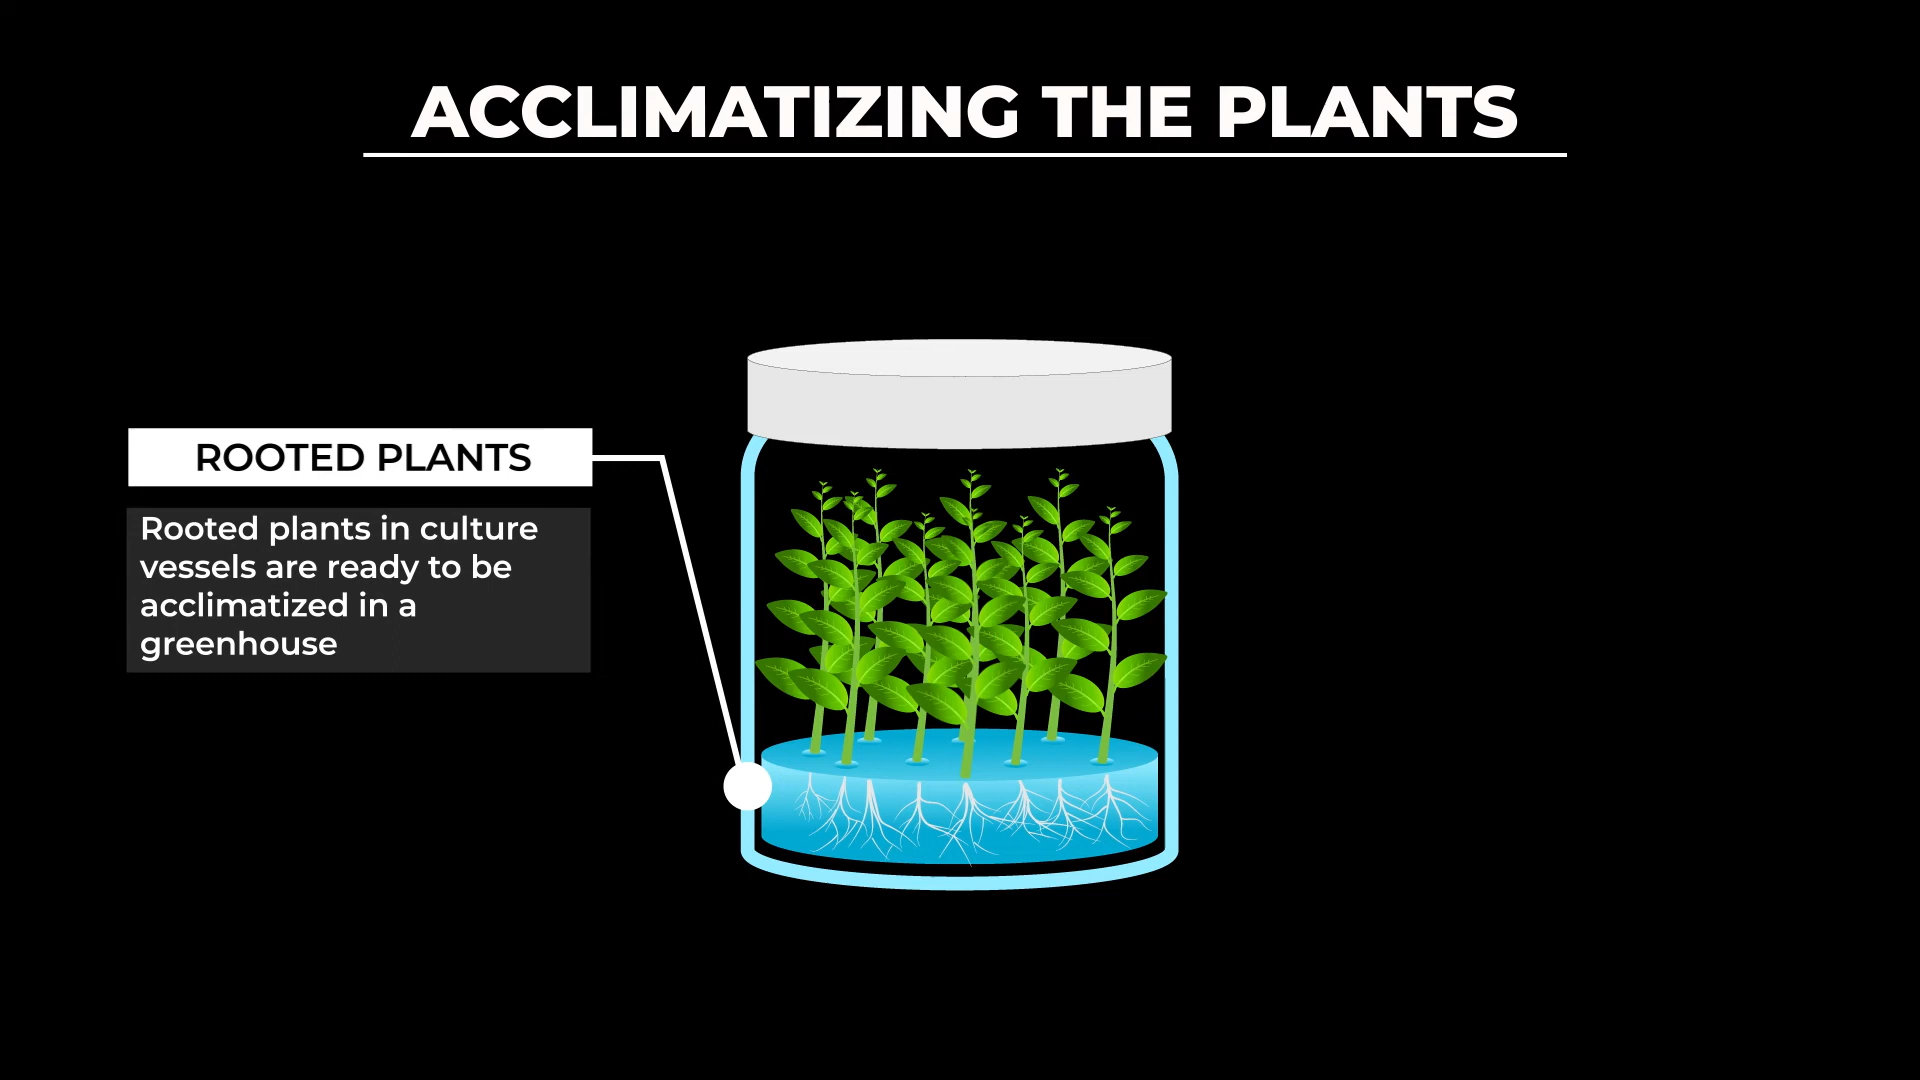 ACCLIMATIZING THE PLANTS
ROOTED PLANTS
Rooted plants in culture
vessels are ready to be
acclimatized in a
greenhouse